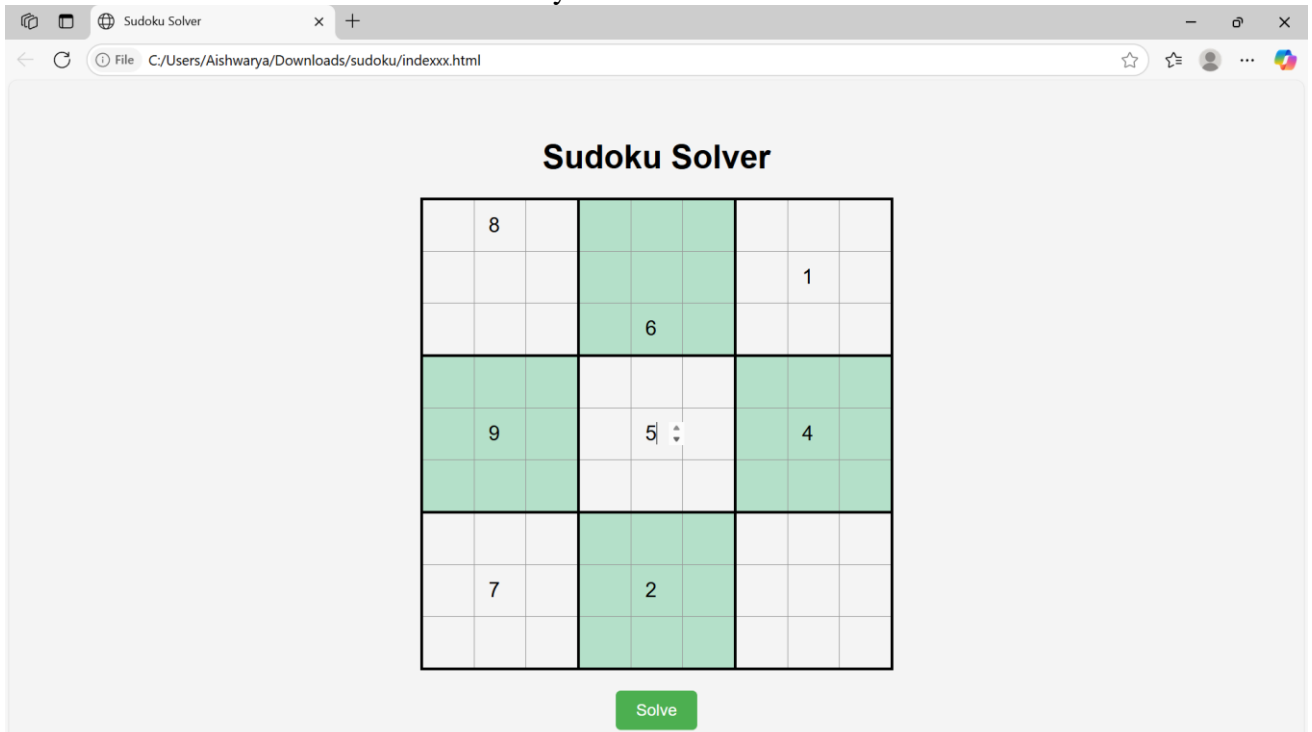 Sudoku Solver
File C:/Users/Aishwarya/Downloads/sudoku/indexxx.html
Sudoku Solver
8
1
6
9 5 4
7 2
Solve